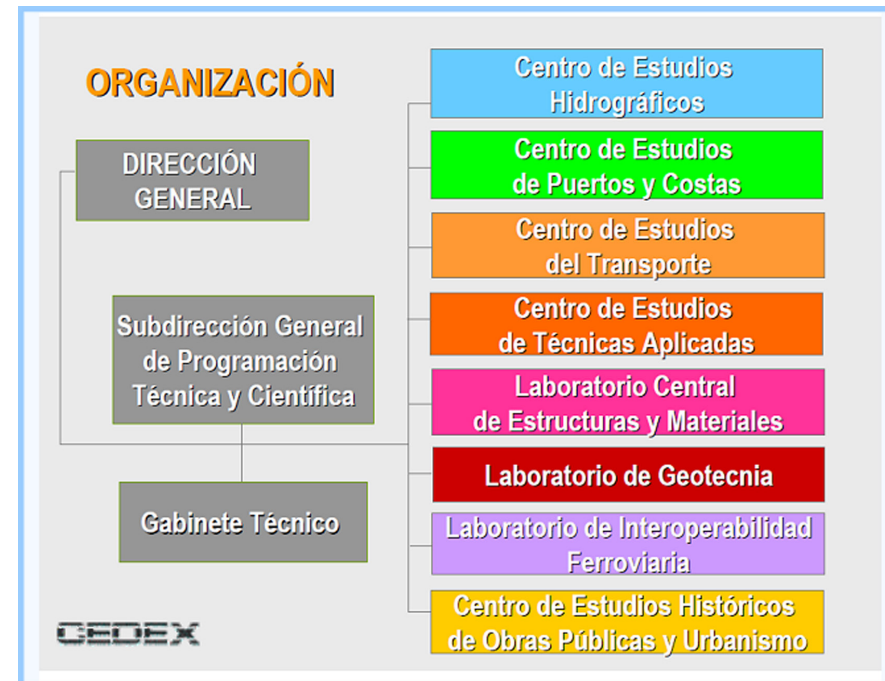 ORGANIZACIÓN
DIRECCIÓN
GENERAL
Subdirección General
de Programación
Técnica y Científica
Gabinete Técnico
CEDEX
Centro de Estudios
Hidrográficos
Centro de Estudios
de Puertos y Costas
Centro de Estudios
del Transporte
Centro de Estudios
de Técnicas Aplicadas
Laboratorio Central
de Estructuras y Materiales
Laboratorio de Geotecnia
Laboratorio de Interoperabilidad
Ferroviaria
Centro de Estudios Históricos
de Obras Públicas y Urbanismo